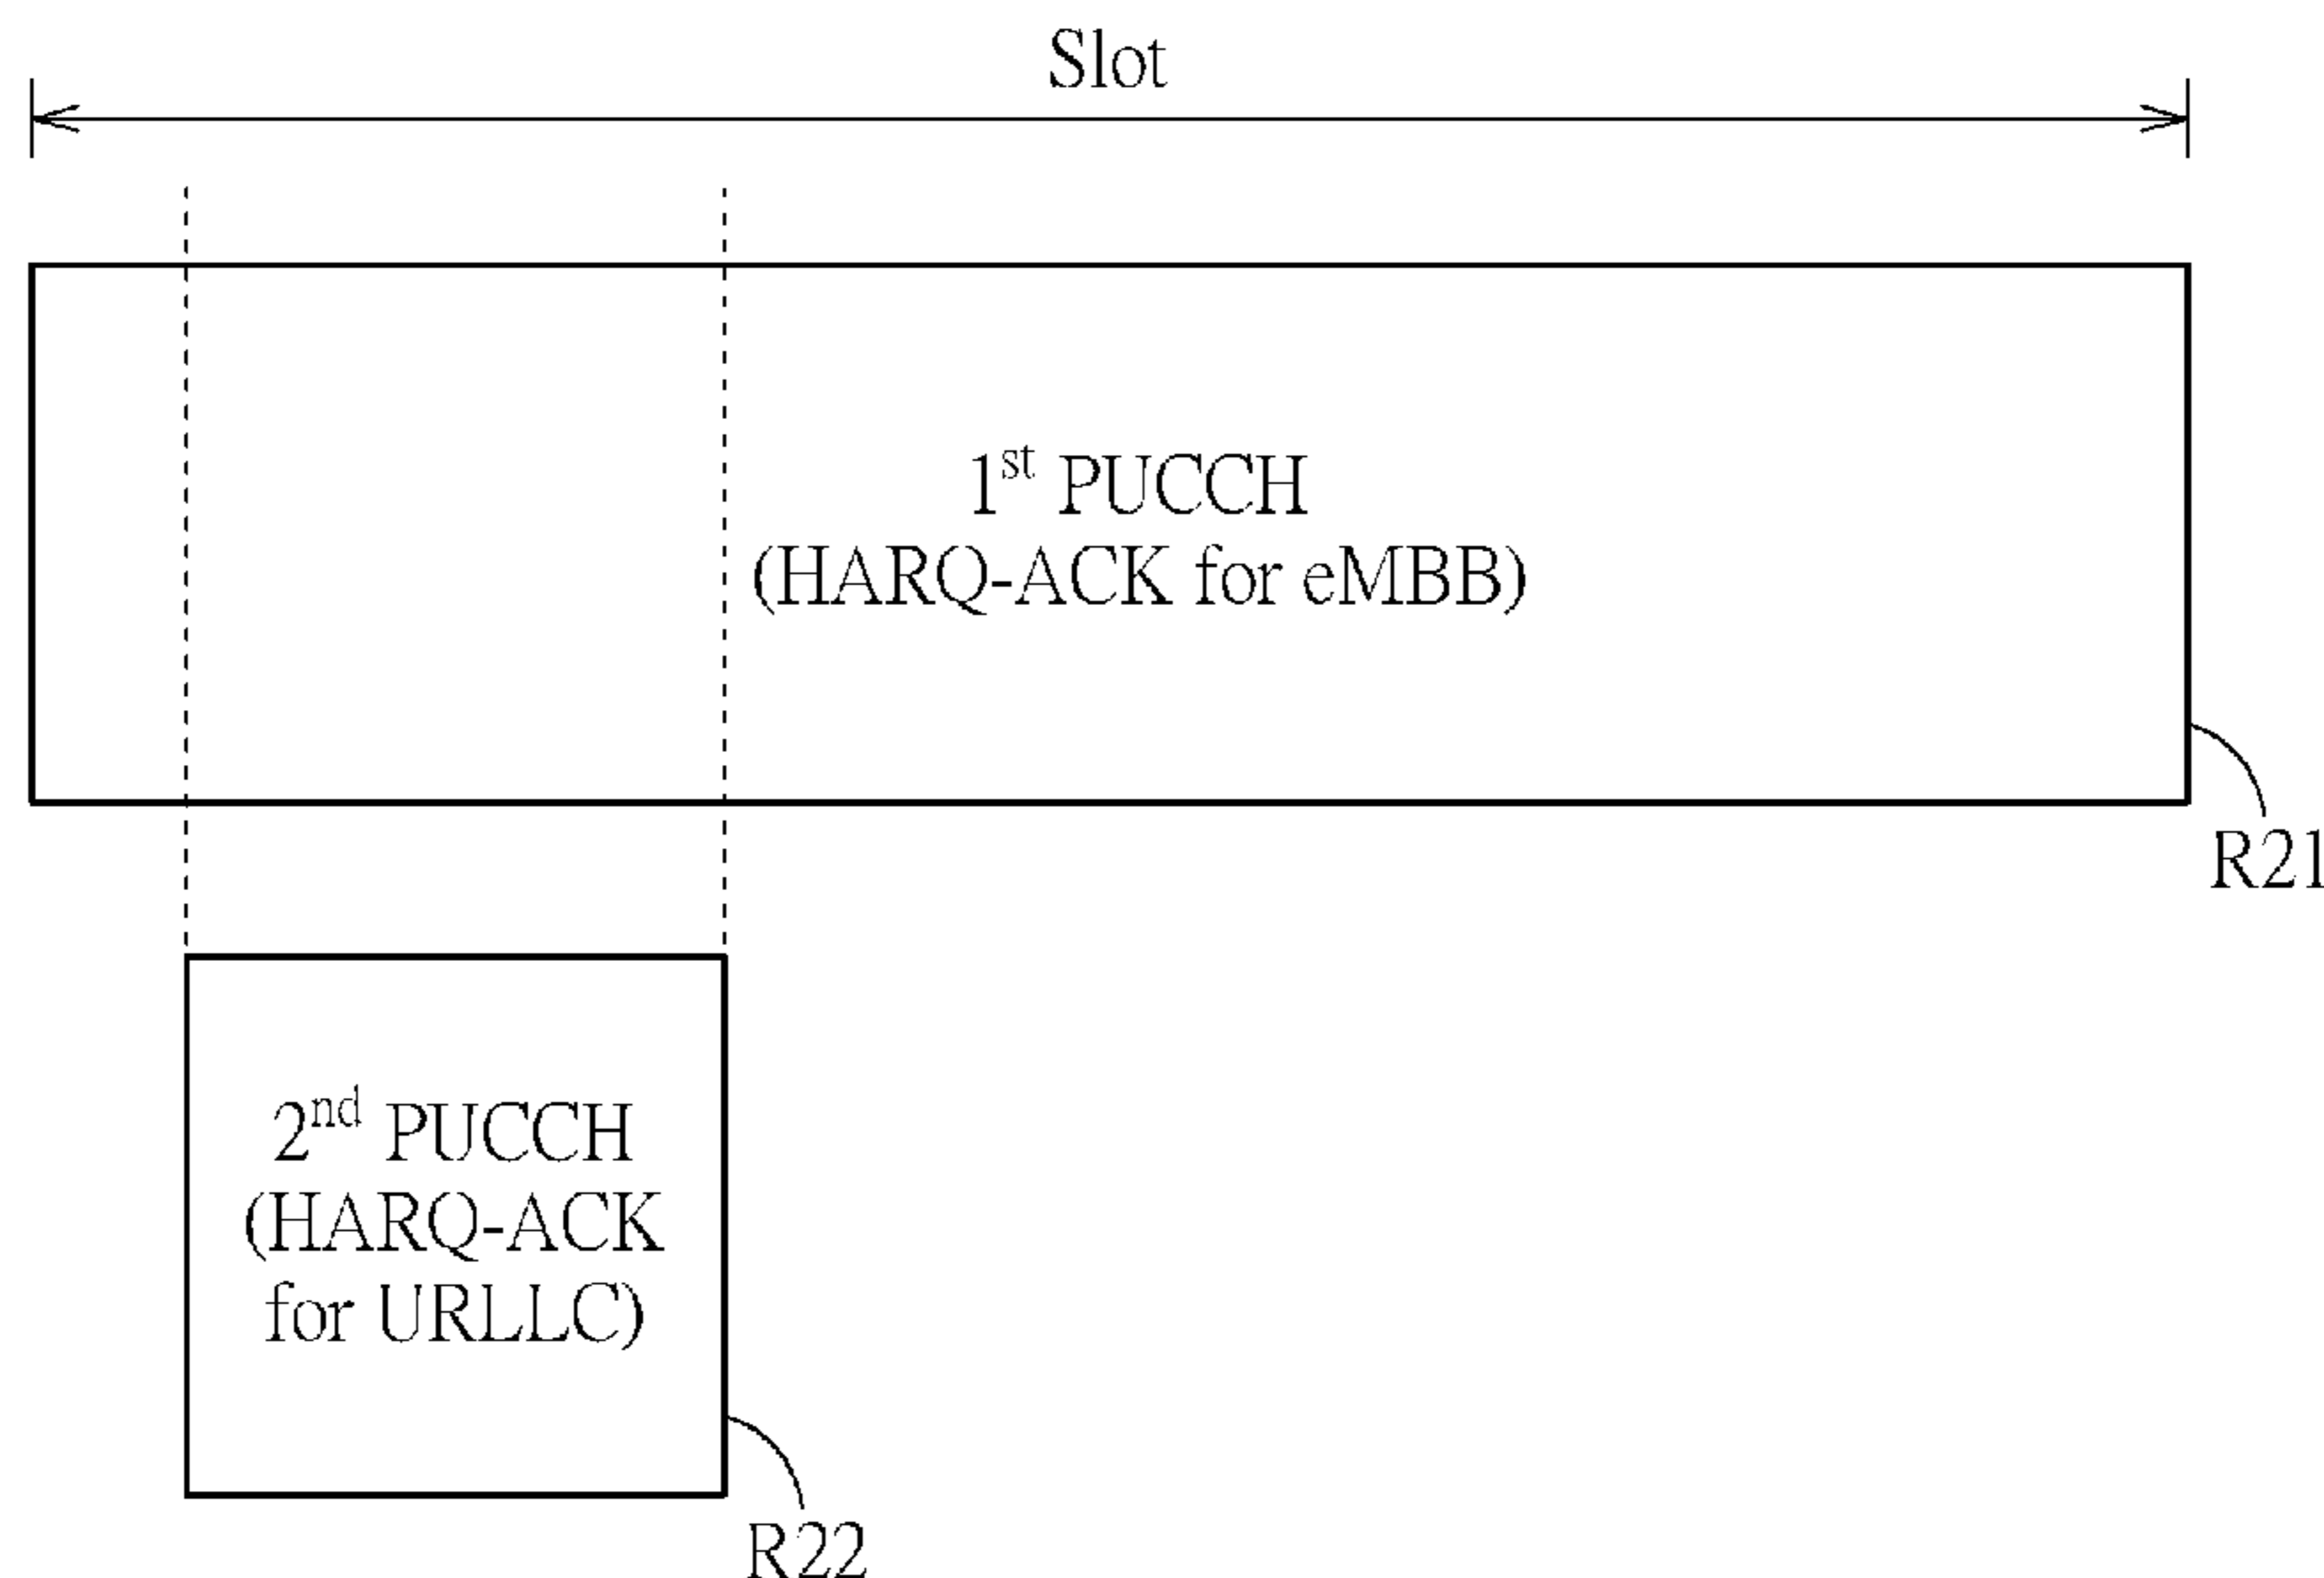 Slot
1st PUCCH
(HARQ-ACK for eMBB)
R21
2nd PUCCH
(HARQ-ACK
for URLLC)
R22